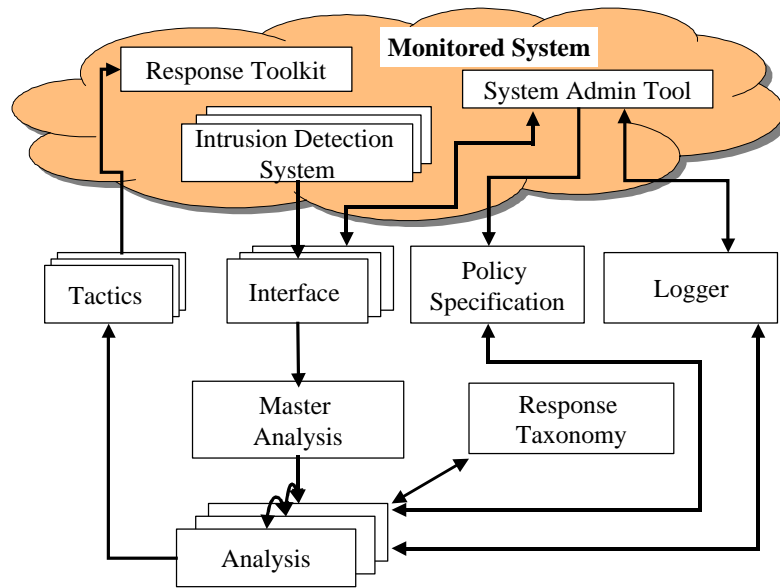 Monitored System
Response Toolkit
System Admin Tool
Intrusion Detection
System
Tactics
Interface
Policy
Specification
Logger
Master
Analysis
Response
Taxonomy
Analysis